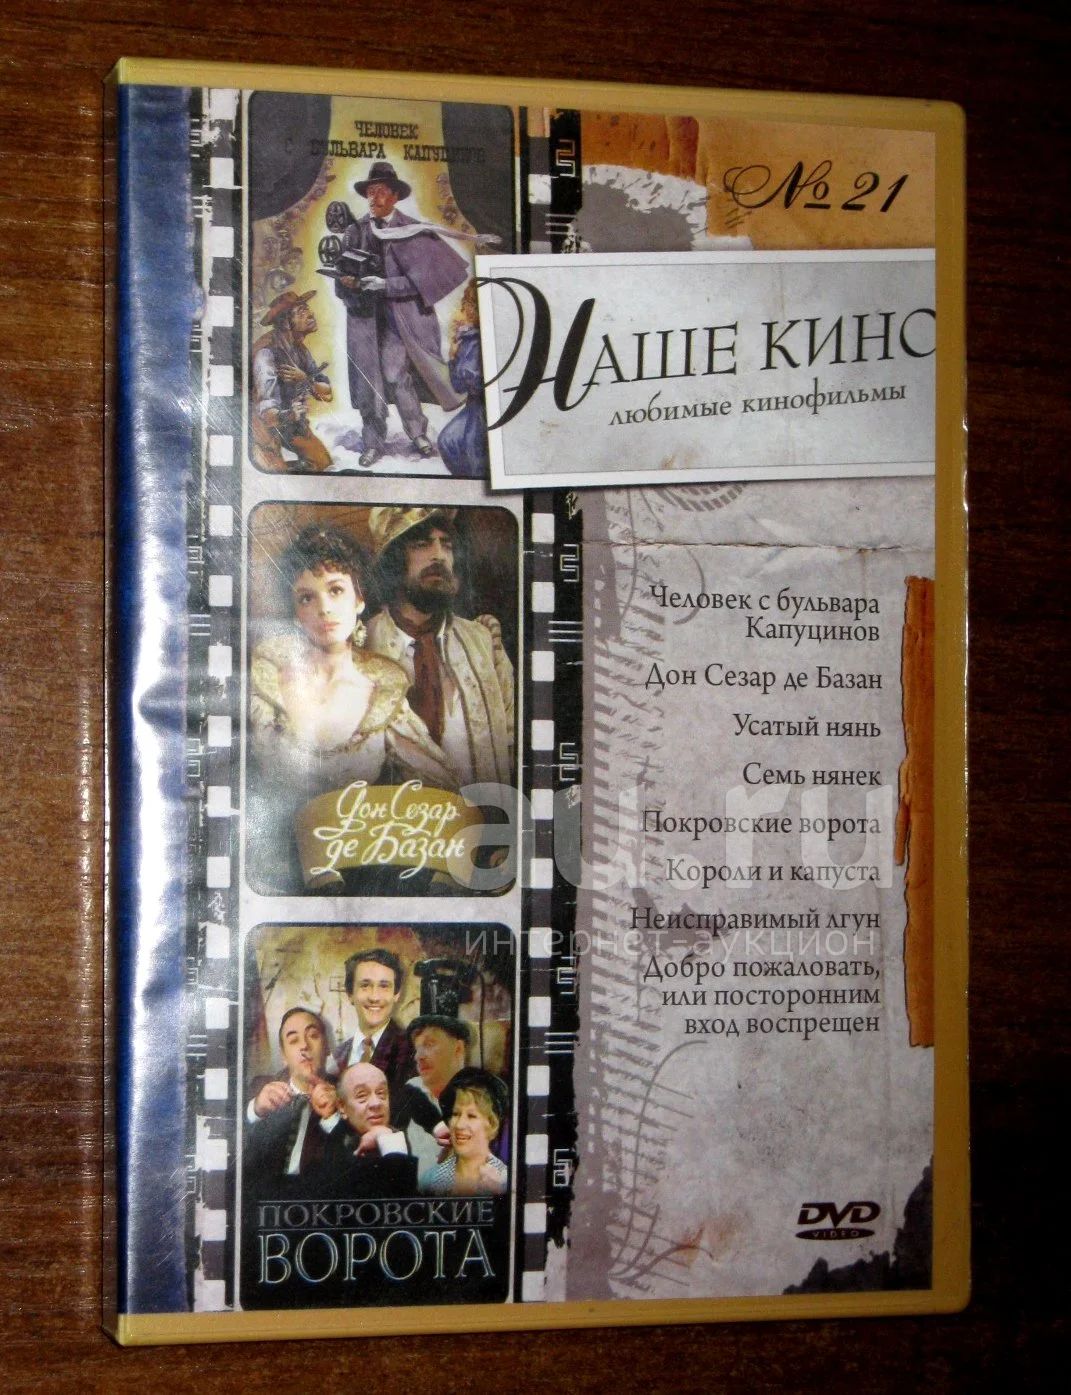 ЧЕЛОВЕК
С БУЛЬВАРА КАПУЦИНОВ
№ 21
НАШЕ КИНО
любимые кинофильмы
Человек с бульвара
Капуцинов
Дон Сезар де Базан
Усатый нянь
Семь нянек
Покровские ворота
Короли и капуста
Неисправимый лгун
Добро пожаловать,
или посторонним
вход воспрещен
Дон Сезар
де Базан
au.ru
интернет-аукцион
ПОКРОВСКИЕ
ВОРОТА
DVD
VIDEO